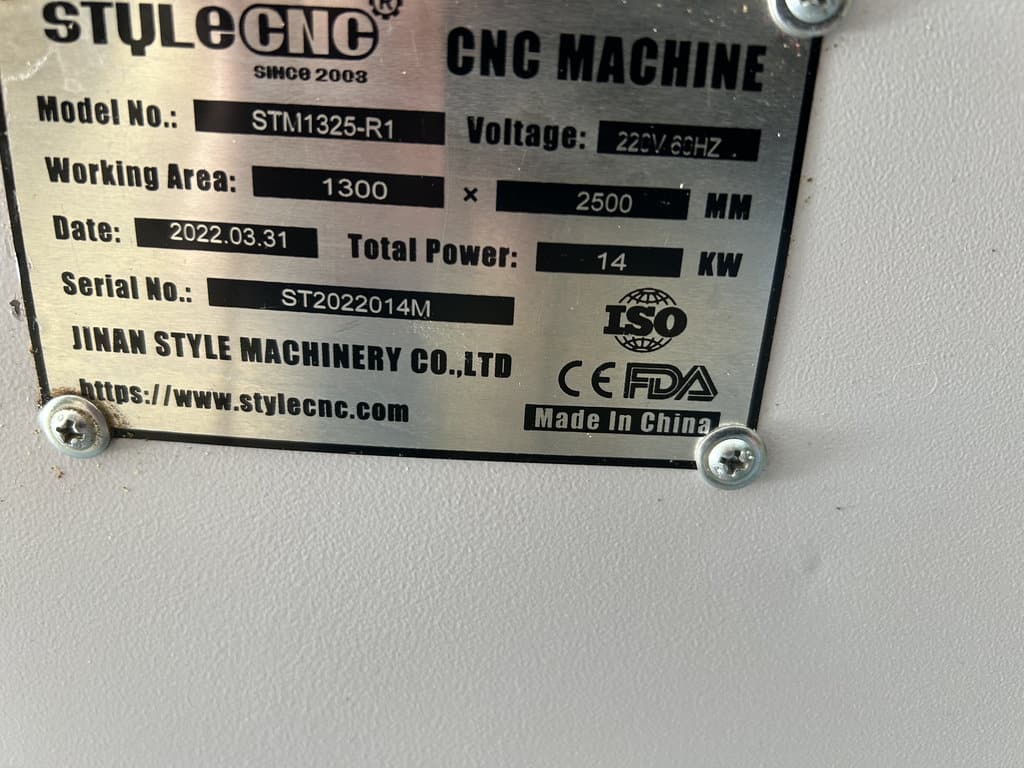 STYLECNC®
SINCE 2003
CNC MACHINE
Model No.: STM1325-R1 Voltage: 220V 60HZ
Working Area: 1300 × 2500 MM
Date: 2022.03.31 Total Power: 14 KW
Serial No.: ST2022014M
ISO
JINAN STYLE MACHINERY CO.,LTD
CE FDA
https://www.stylecnc.com
Made In China